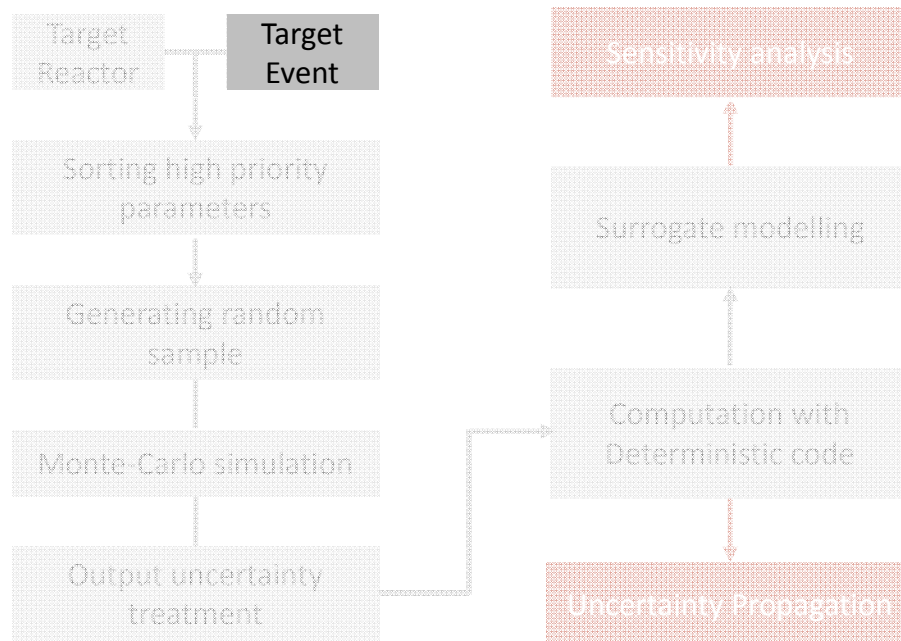 Target
Reactor
Target
Event
Sorting high priority
parameters
Generating random
sample
Monte-Carlo simulation
Output uncertainty
treatment
Sensitivity analysis
Surrogate modelling
Computation with
Deterministic code
Uncertainty Propagation